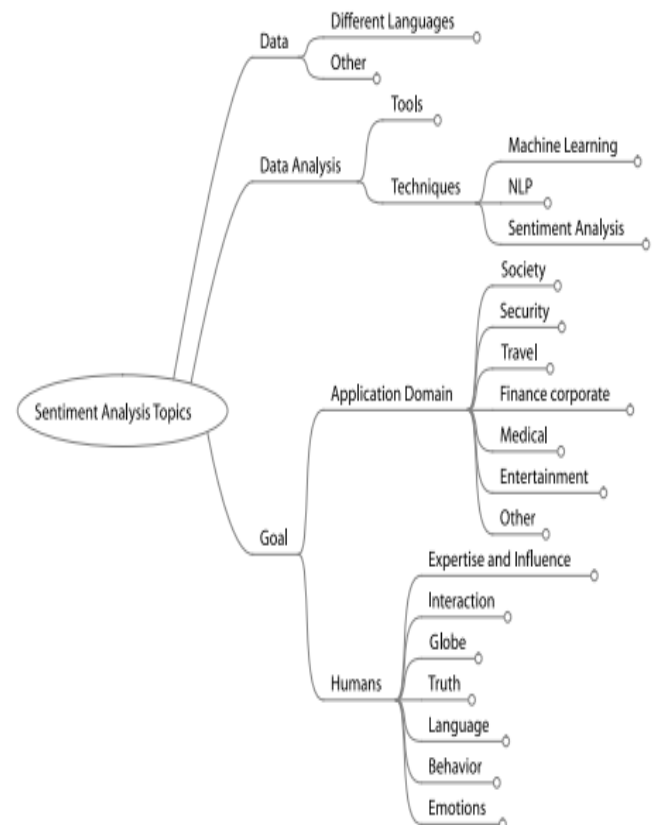 Different Languages
Data
Other
Tools
Data Analysis
Machine Learning
Techniques
NLP
Sentiment Analysis
Society
Security
Travel
Application Domain
Finance corporate
Sentiment Analysis Topics
Medical
Entertainment
Other
Goal
Expertise and Influence
Interaction
Globe
Humans
Truth
Language
Behavior
Emotions